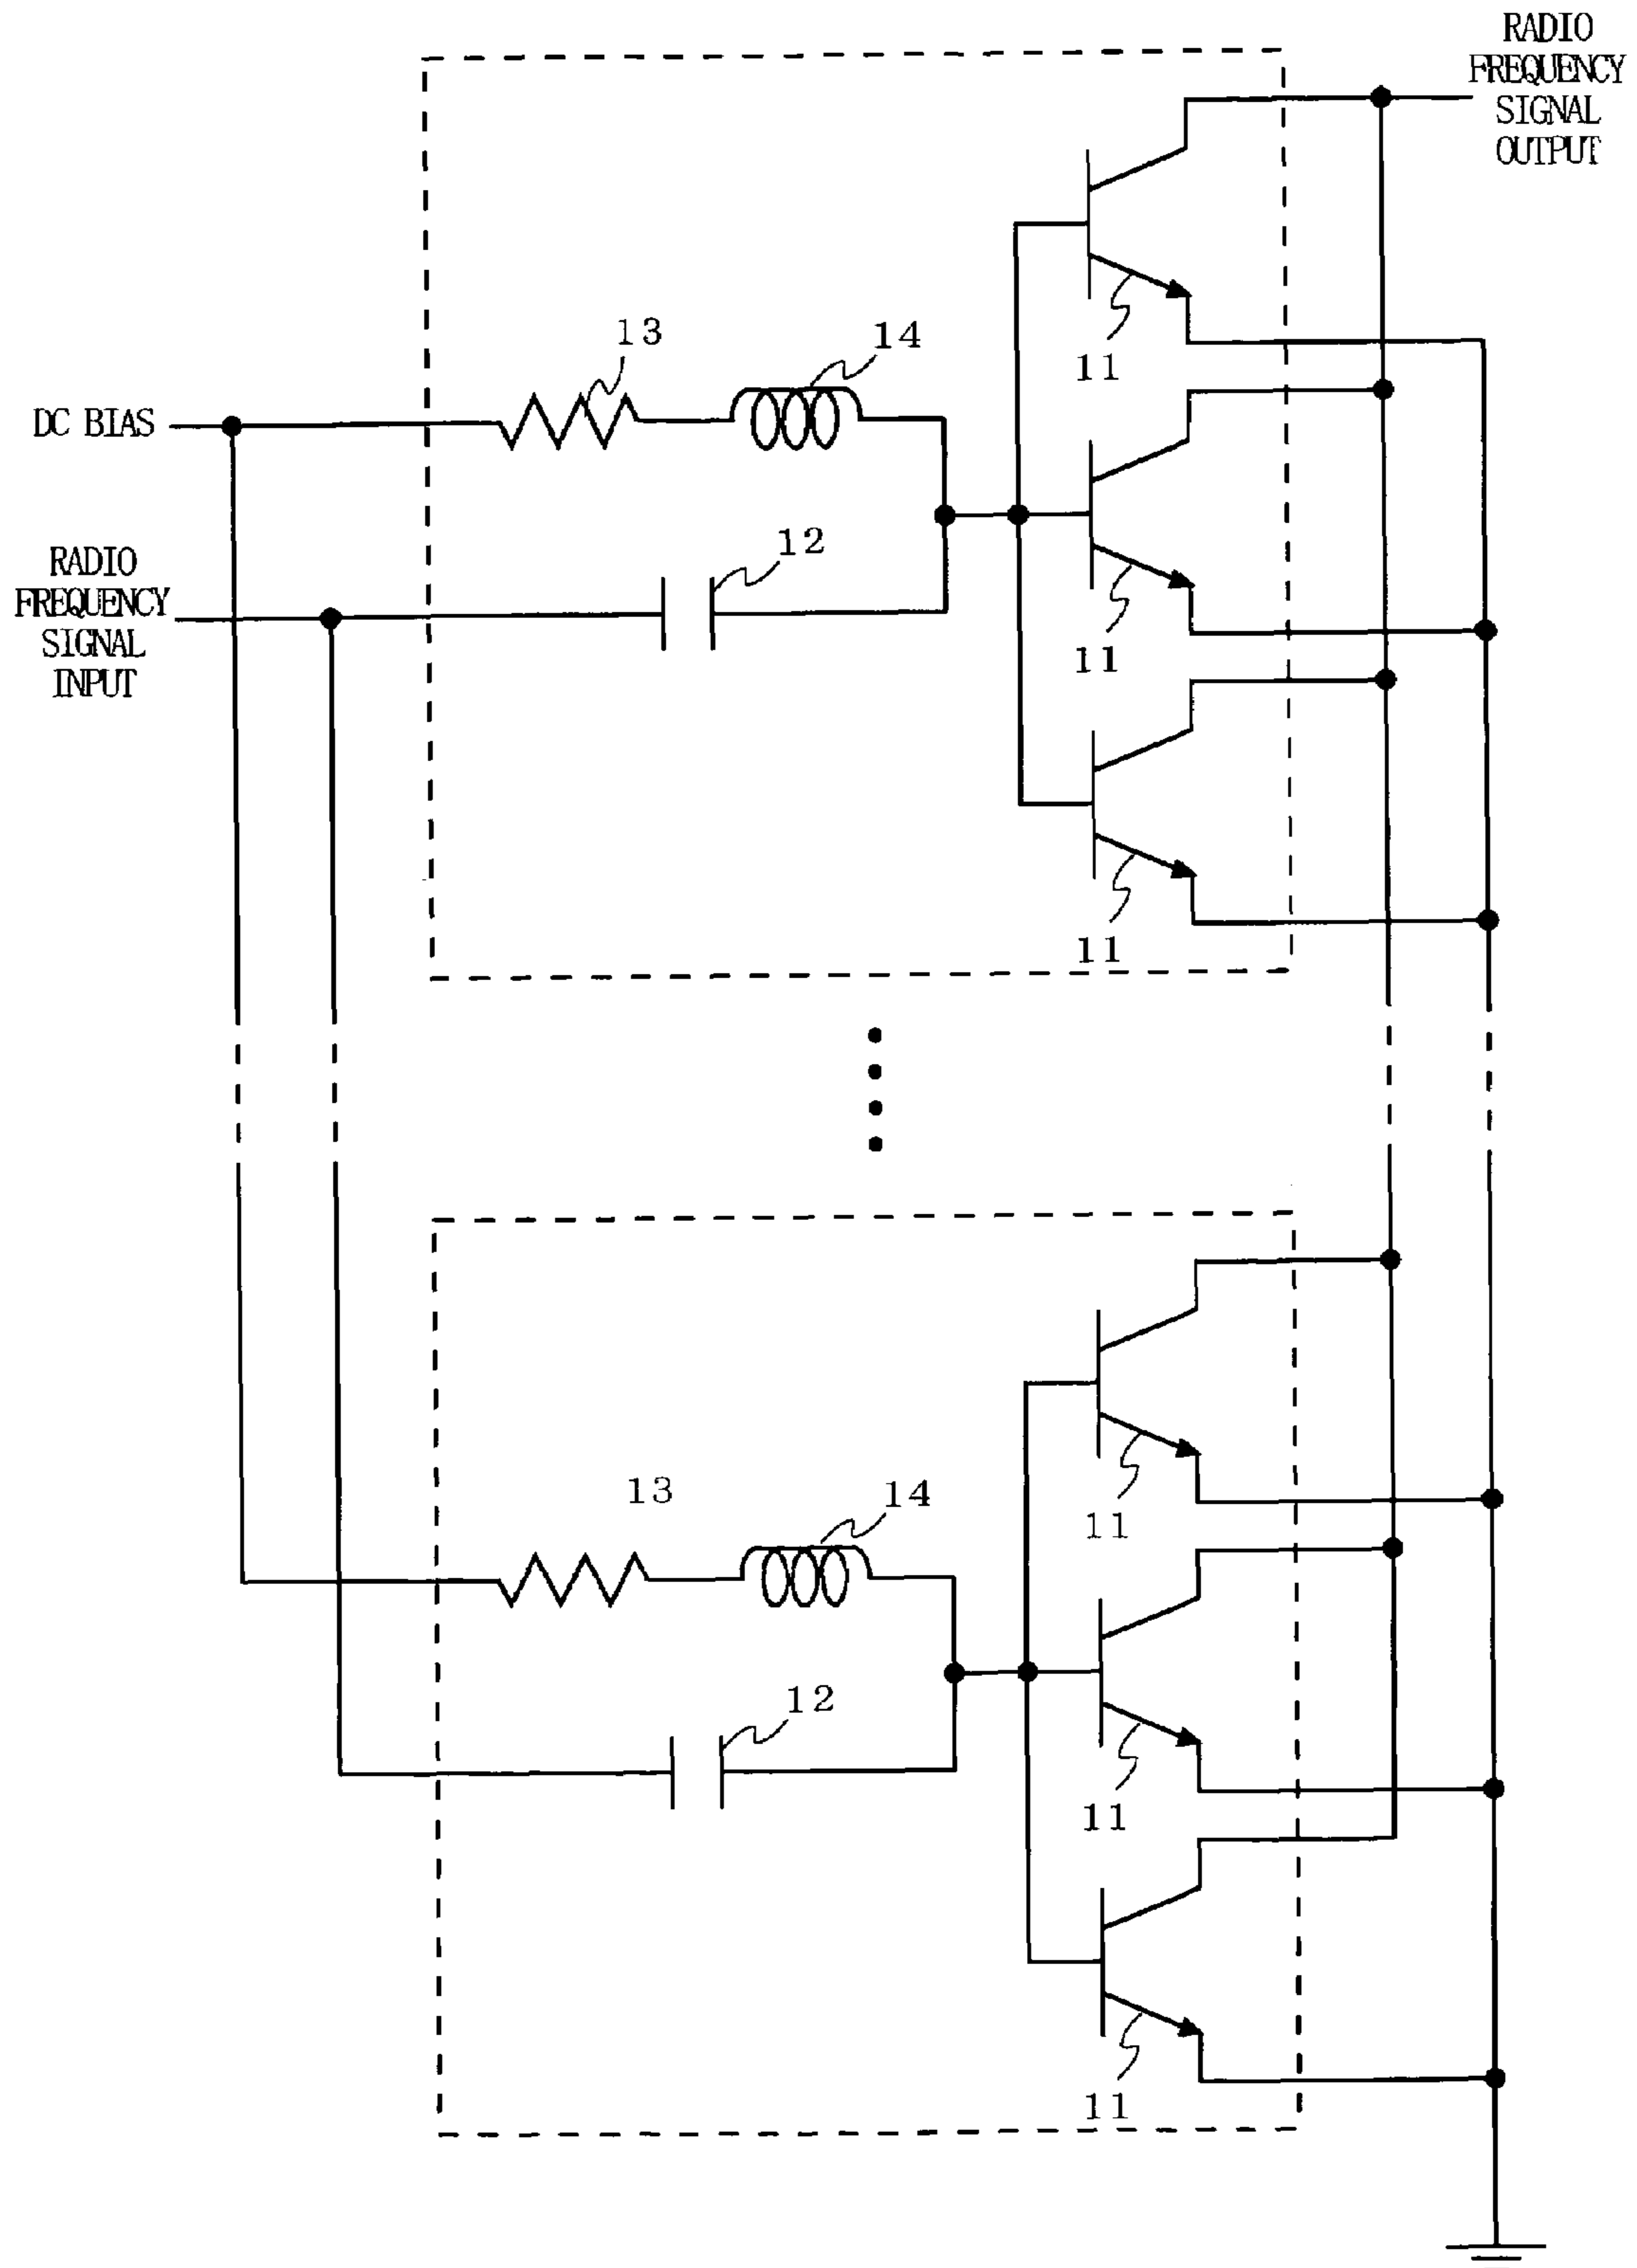 RADIO
FREQUENCY
SIGNAL
OUTPUT
13
14
11
DC BIAS
12
RADIO
FREQUENCY
SIGNAL
INPUT
11
11
13
14
11
12
11
11